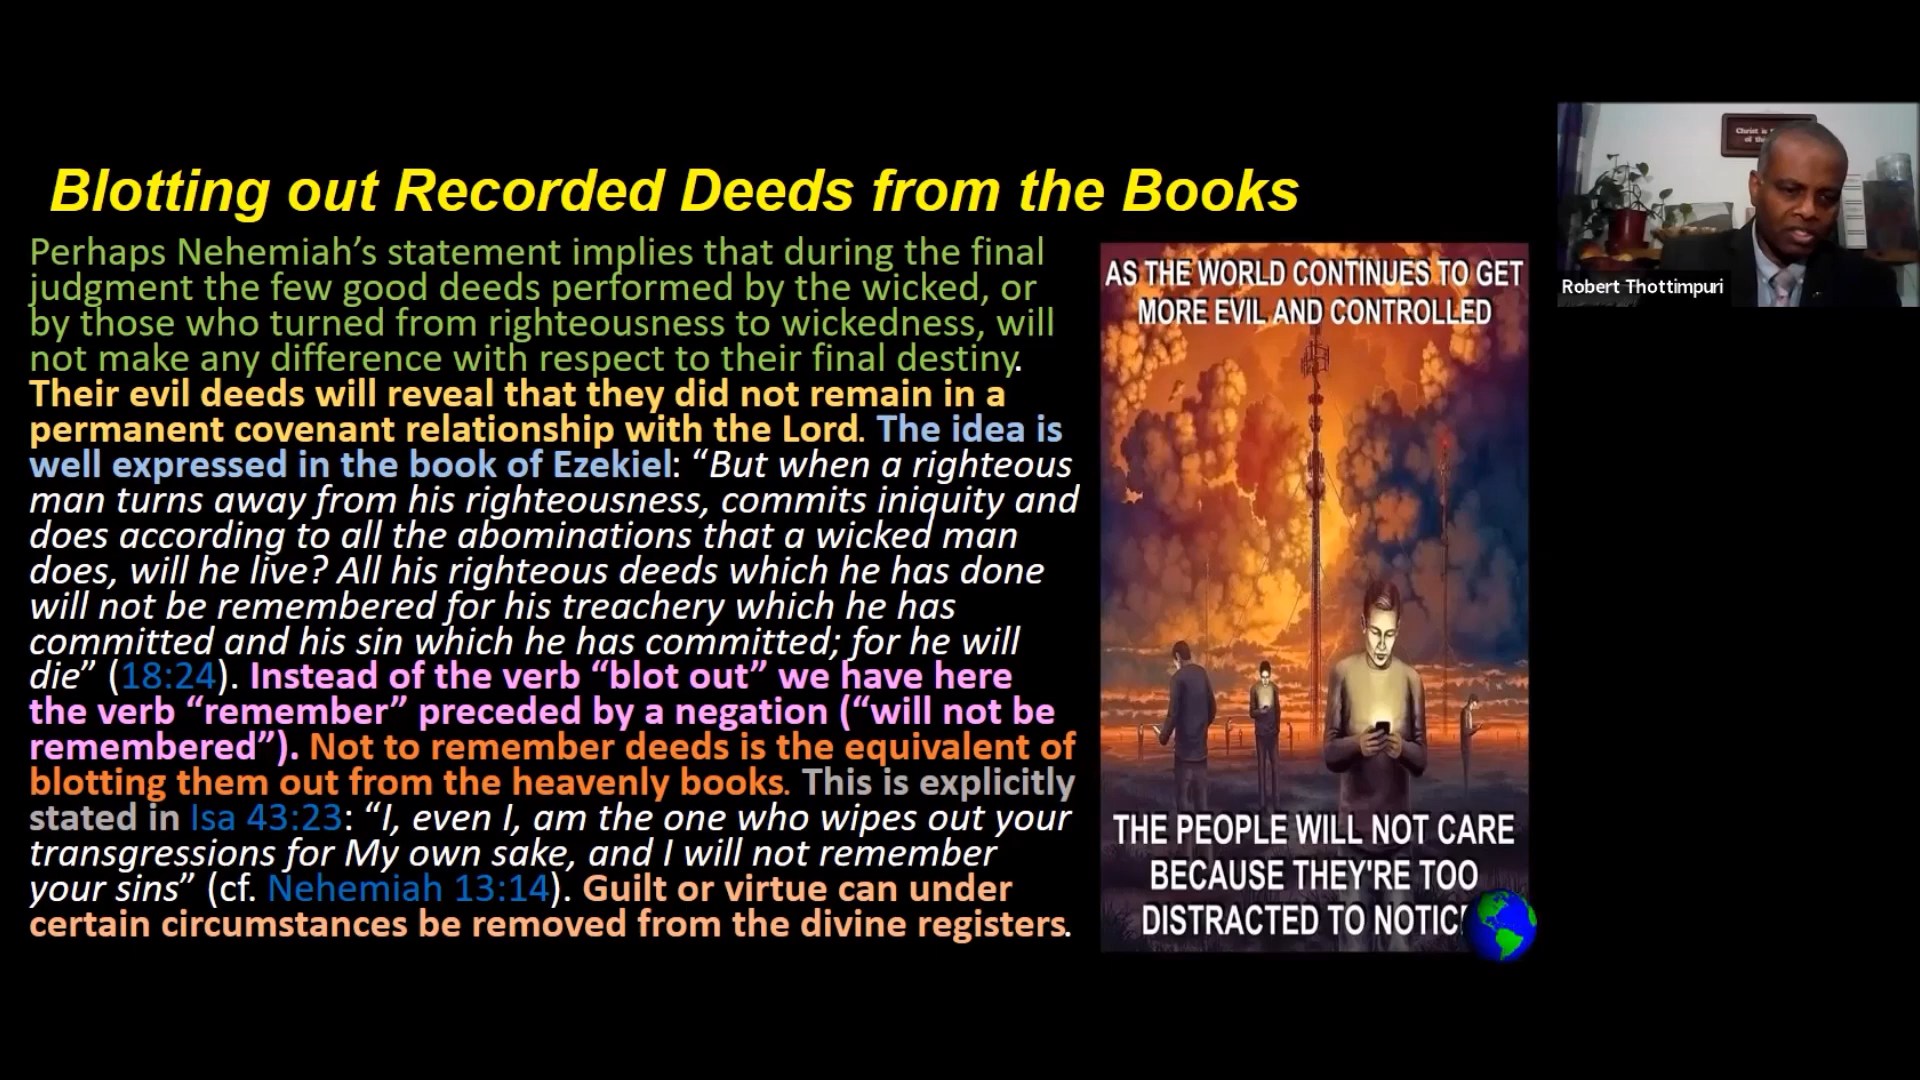 Blotting out Recorded Deeds from the Books
Perhaps Nehemiah’s statement implies that during the final
judgment the few good deeds performed by the wicked, or
by those who turned from righteousness to wickedness, will
not make any difference with respect to their final destiny.
Their evil deeds will reveal that they did not remain in a
permanent covenant relationship with the Lord. The idea is
well expressed in the book of Ezekiel: “But when a righteous
man turns away from his righteousness, commits iniquity and
does according to all the abominations that a wicked man
does, will he live? All his righteous deeds which he has done
will not be remembered for his treachery which he has
committed and his sin which he has committed; for he will
die” (18:24). Instead of the verb “blot out” we have here
the verb “remember” preceded by a negation (“will not be
remembered”). Not to remember deeds is the equivalent of
blotting them out from the heavenly books. This is explicitly
stated in Isa 43:23: “I, even I, am the one who wipes out your
transgressions for My own sake, and I will not remember
your sins” (cf. Nehemiah 13:14). Guilt or virtue can under
certain circumstances be removed from the divine registers.
AS THE WORLD CONTINUES TO GET
MORE EVIL AND CONTROLLED
THE PEOPLE WILL NOT CARE
BECAUSE THEY'RE TOO
DISTRACTED TO NOTIC
Christ is
of th
Robert Thottimpuri